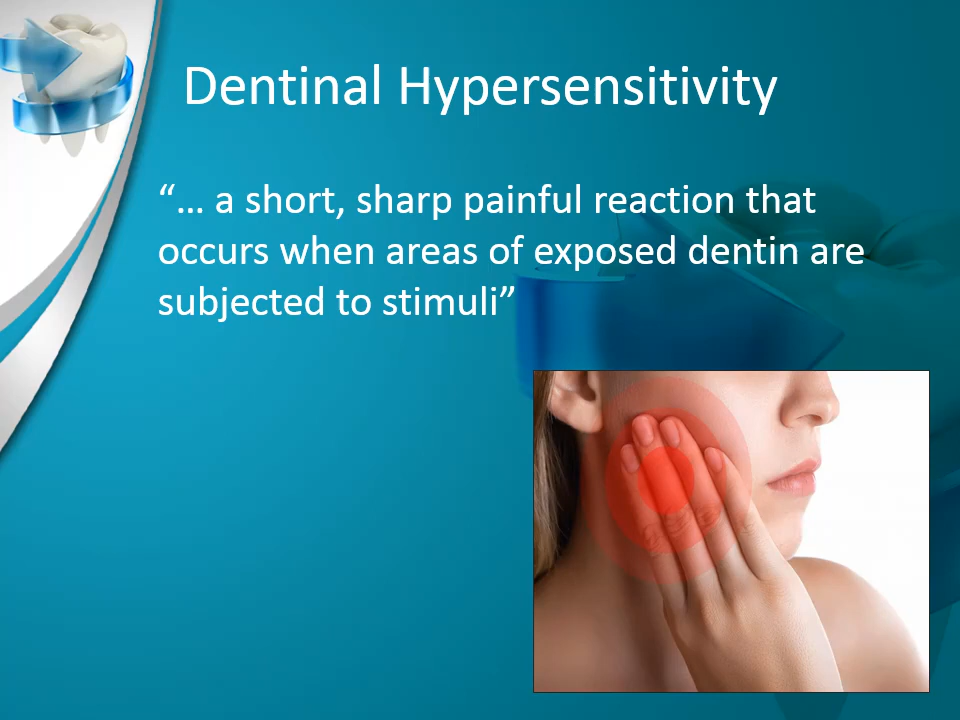 Dentinal Hypersensitivity
“… a short, sharp painful reaction that
occurs when areas of exposed dentin are
subjected to stimuli”